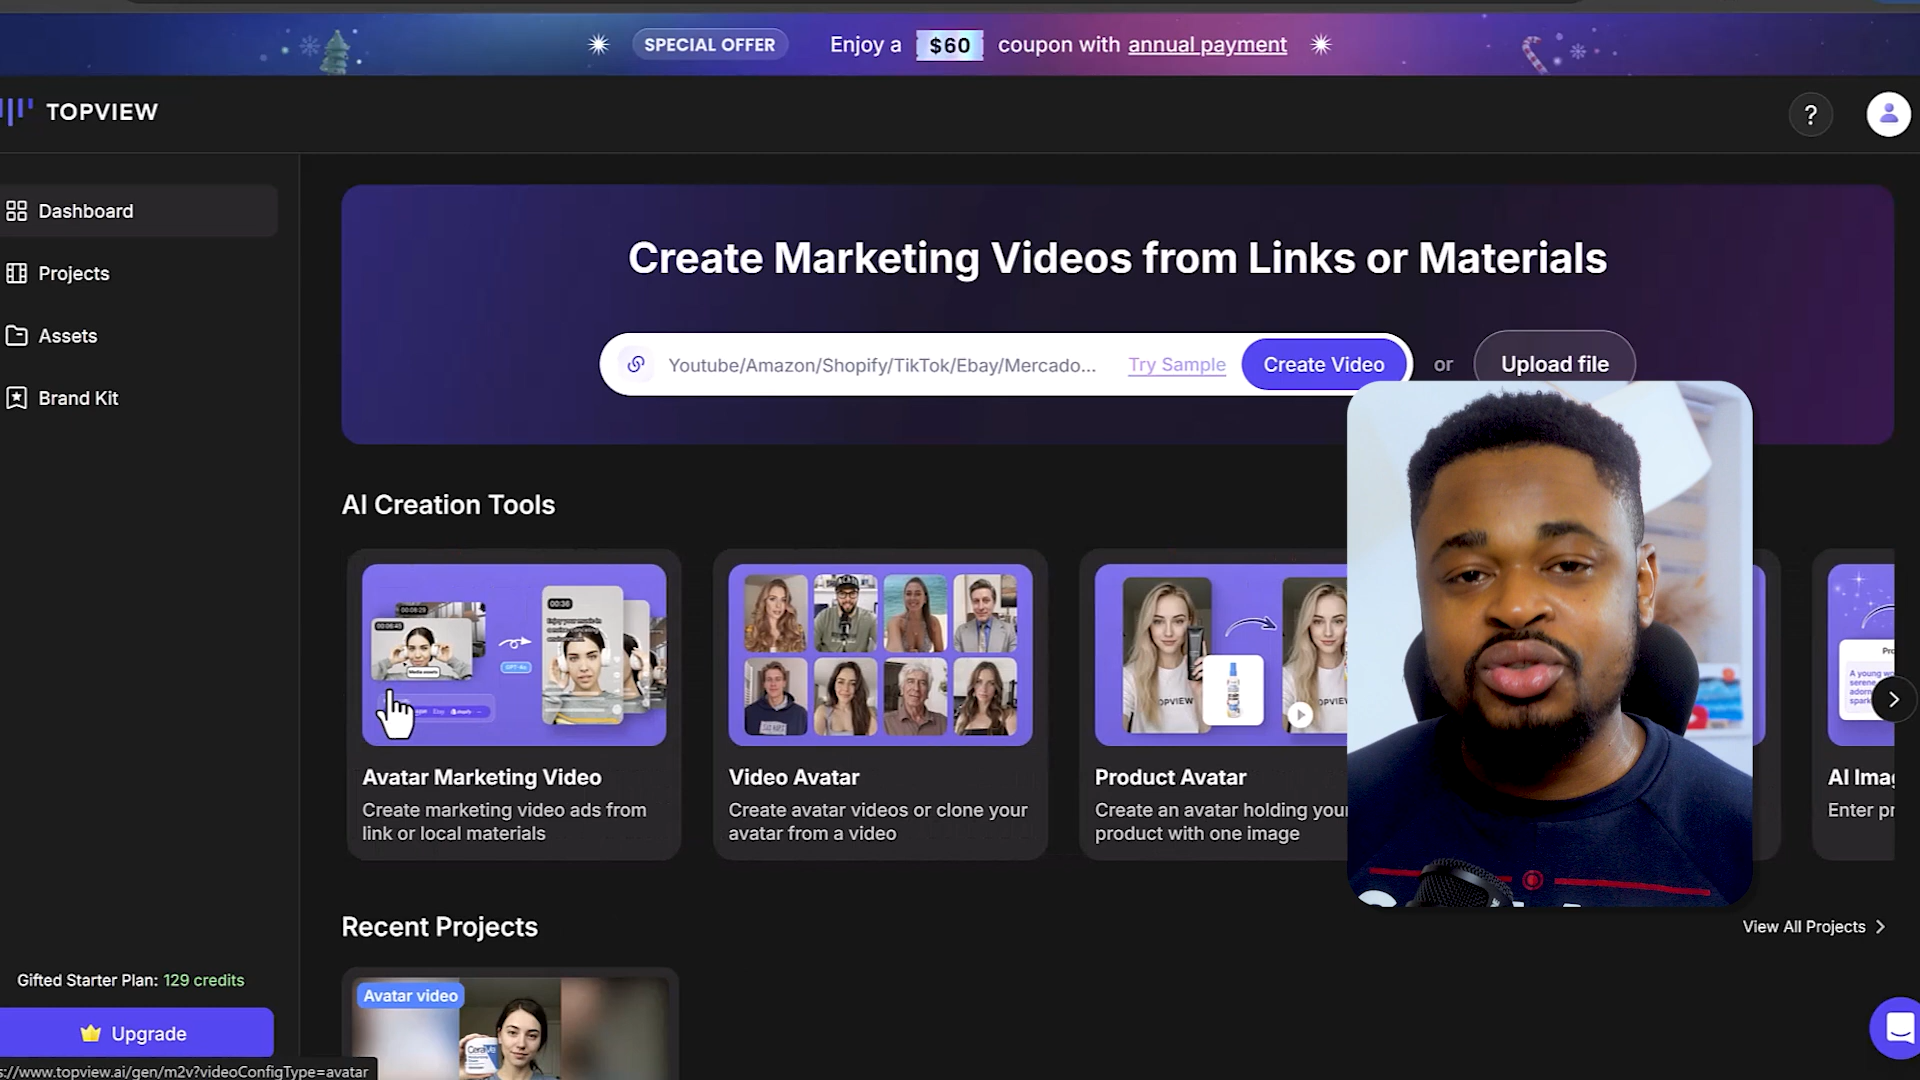 SPECIAL OFFER Enjoy a $60 coupon with annual payment
TOPVIEW
?
Dashboard
Projects
Assets
Brand Kit
Create Marketing Videos from Links or Materials
Youtube/Amazon/Shopify/TikTok/Ebay/Mercado... Try Sample Create Video or Upload file
AI Creation Tools
Avatar Marketing Video
Create marketing video ads from
link or local materials
Video Avatar
Create avatar videos or clone your
avatar from a video
Product Avatar
Create an avatar holding your
product with one image
AI Imag
Enter pr
Recent Projects
View All Projects
Avatar video
Gifted Starter Plan: 129 credits
Upgrade
s://www.topview.ai/gen/m2v?videoConfigType=avatar